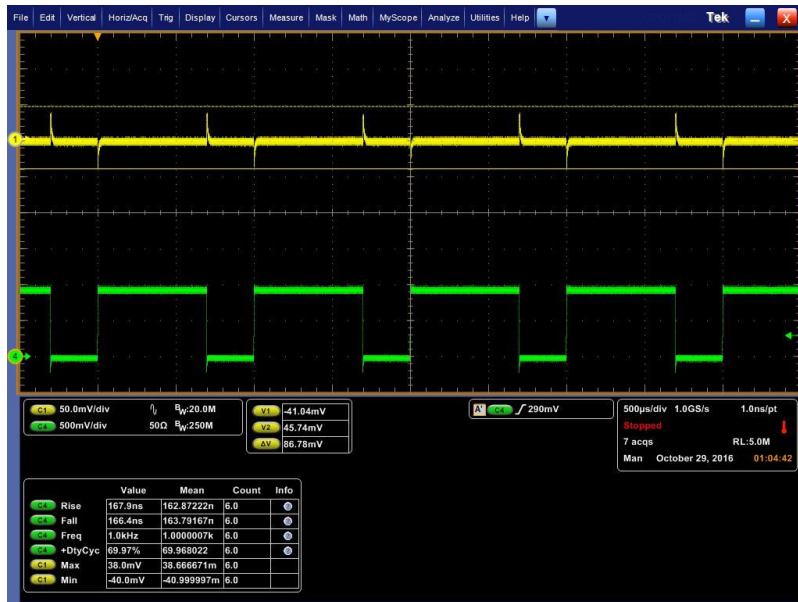 File Edit Vertical Horiz/Acq Trig Display Cursors Measure Mask Math MyScope Analyze Utilities Help Tek X
1
4
C1 50.0mV/div BW:20.0M
C4 500mV/div 50Ω BW:250M
V1 -41.04mV
V2 45.74mV
ΔV 86.78mV
A' C4 290mV
500µs/div 1.0GS/s 1.0ns/pt
Stopped
7 acqs RL:5.0M
Man October 29, 2016 01:04:42
Value Mean Count Info
C4 Rise 167.9ns 162.87222n 6.0
C4 Fall 166.4ns 163.79167n 6.0
C4 Freq 1.0kHz 1.0000007k 6.0
C4 +DtyCyc 69.97% 69.968022 6.0
C1 Max 38.0mV 38.666671m 6.0
C1 Min -40.0mV -40.999997m 6.0